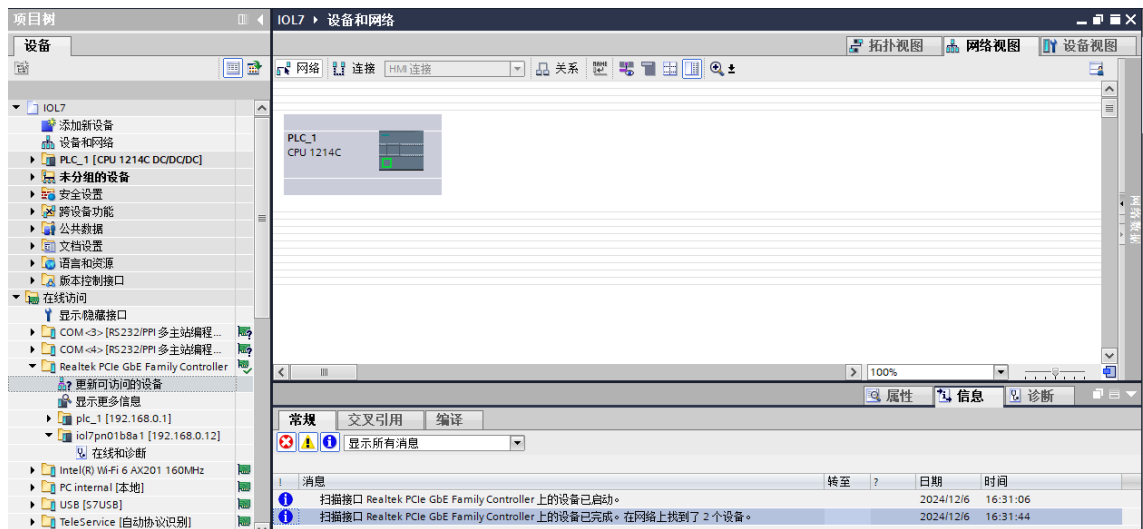 项目树
IOL7 ▸ 设备和网络
设备
拓扑视图
网络视图
设备视图
网络
连接
HMI 连接
关系
IOL7
添加新设备
设备和网络
PLC_1 [CPU 1214C DC/DC/DC]
未分组的设备
安全设置
跨设备功能
公共数据
文档设置
语言和资源
版本控制接口
在线访问
显示/隐藏接口
COM <3> [RS232/PPI 多主站编程...
COM <4> [RS232/PPI 多主站编程...
Realtek PCIe GbE Family Controller
更新可访问的设备
显示更多信息
plc_1 [192.168.0.1]
iol7pn01b8a1 [192.168.0.12]
在线和诊断
Intel(R) Wi-Fi 6 AX201 160MHz
PC internal [本地]
USB [S7USB]
TeleService [自动协议识别]
PLC_1
CPU 1214C
网络数据
100%
属性
信息
诊断
常规
交叉引用
编译
显示所有消息
! 消息 转至 ? 日期 时间
扫描接口 Realtek PCIe GbE Family Controller 上的设备已启动。 2024/12/6 16:31:06
扫描接口 Realtek PCIe GbE Family Controller 上的设备已完成。在网络上找到了 2 个设备。 2024/12/6 16:31:44